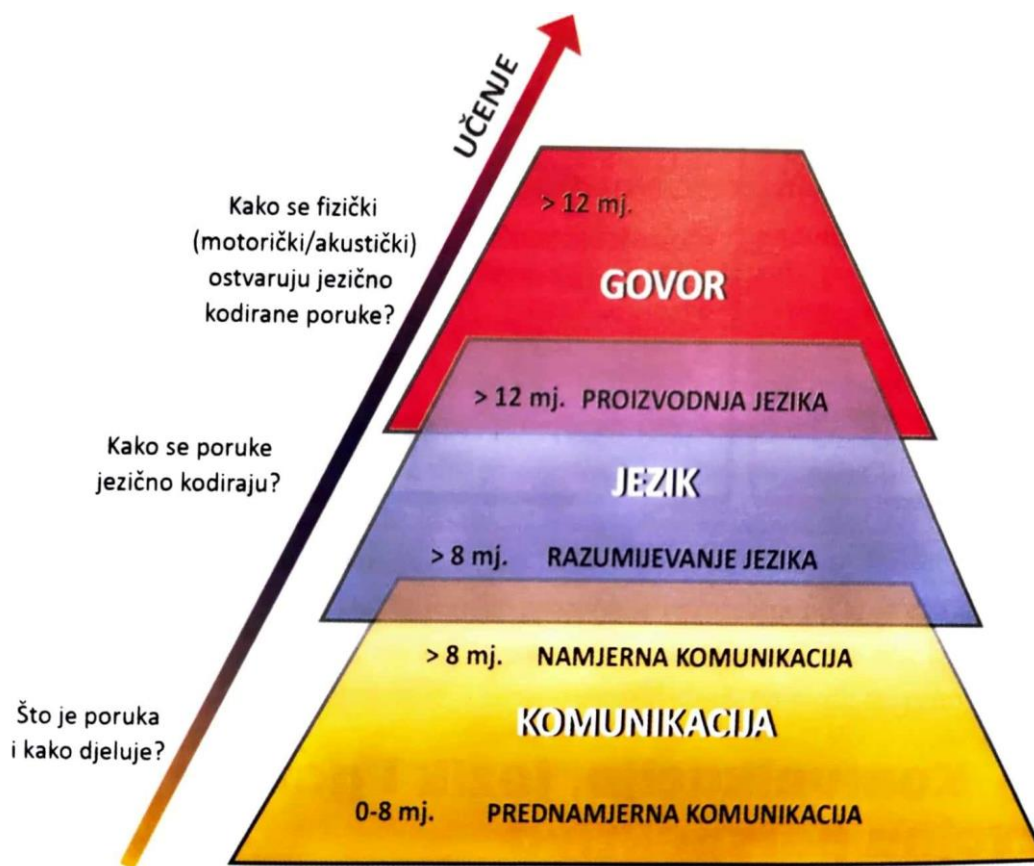 UČENJE
Kako se fizički
(motorički/akustički)
ostvaruju jezično
kodirane poruke?
> 12 mj.
GOVOR
> 12 mj. PROIZVODNJA JEZIKA
Kako se poruke
jezično kodiraju?
JEZIK
> 8 mj. RAZUMIJEVANJE JEZIKA
> 8 mj. NAMJERNA KOMUNIKACIJA
Što je poruka
i kako djeluje?
KOMUNIKACIJA
0-8 mj. PREDNAMJERNA KOMUNIKACIJA